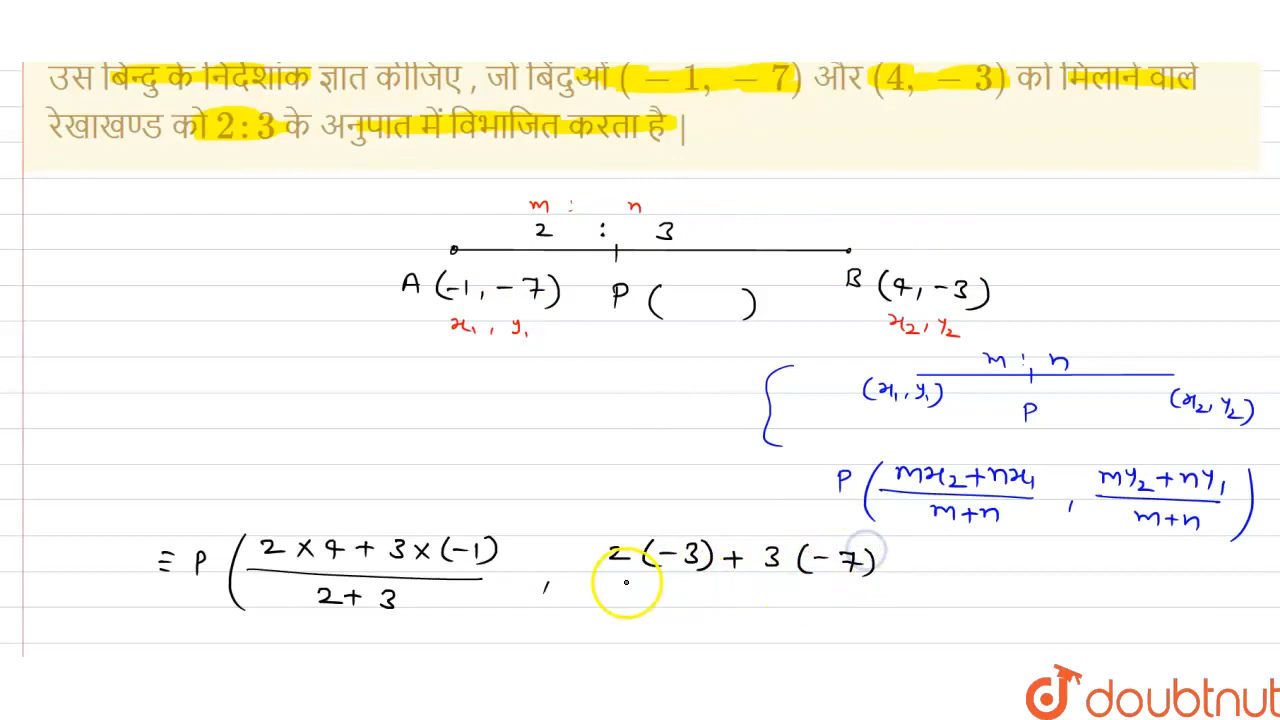 उस बिन्दु के निर्देशांक ज्ञात कीजिए , जो बिंदुओं (−1, −7) और (4, −3) को मिलाने वाले
रेखाखण्ड को 2:3 के अनुपात में विभाजित करता है |
m : n
2 : 3
A (-1, -7) P ( ) B (4, -3)
x₁, y₁ x₂, y₂
m : n
(x₁, y₁) P (x₂, y₂)
P ( mx₂+nx₁ / m+n , my₂+ny₁ / m+n )
≡ P ( 2×4+3×(-1) / 2+3 , 2(-3)+3(-7)
doubtnut